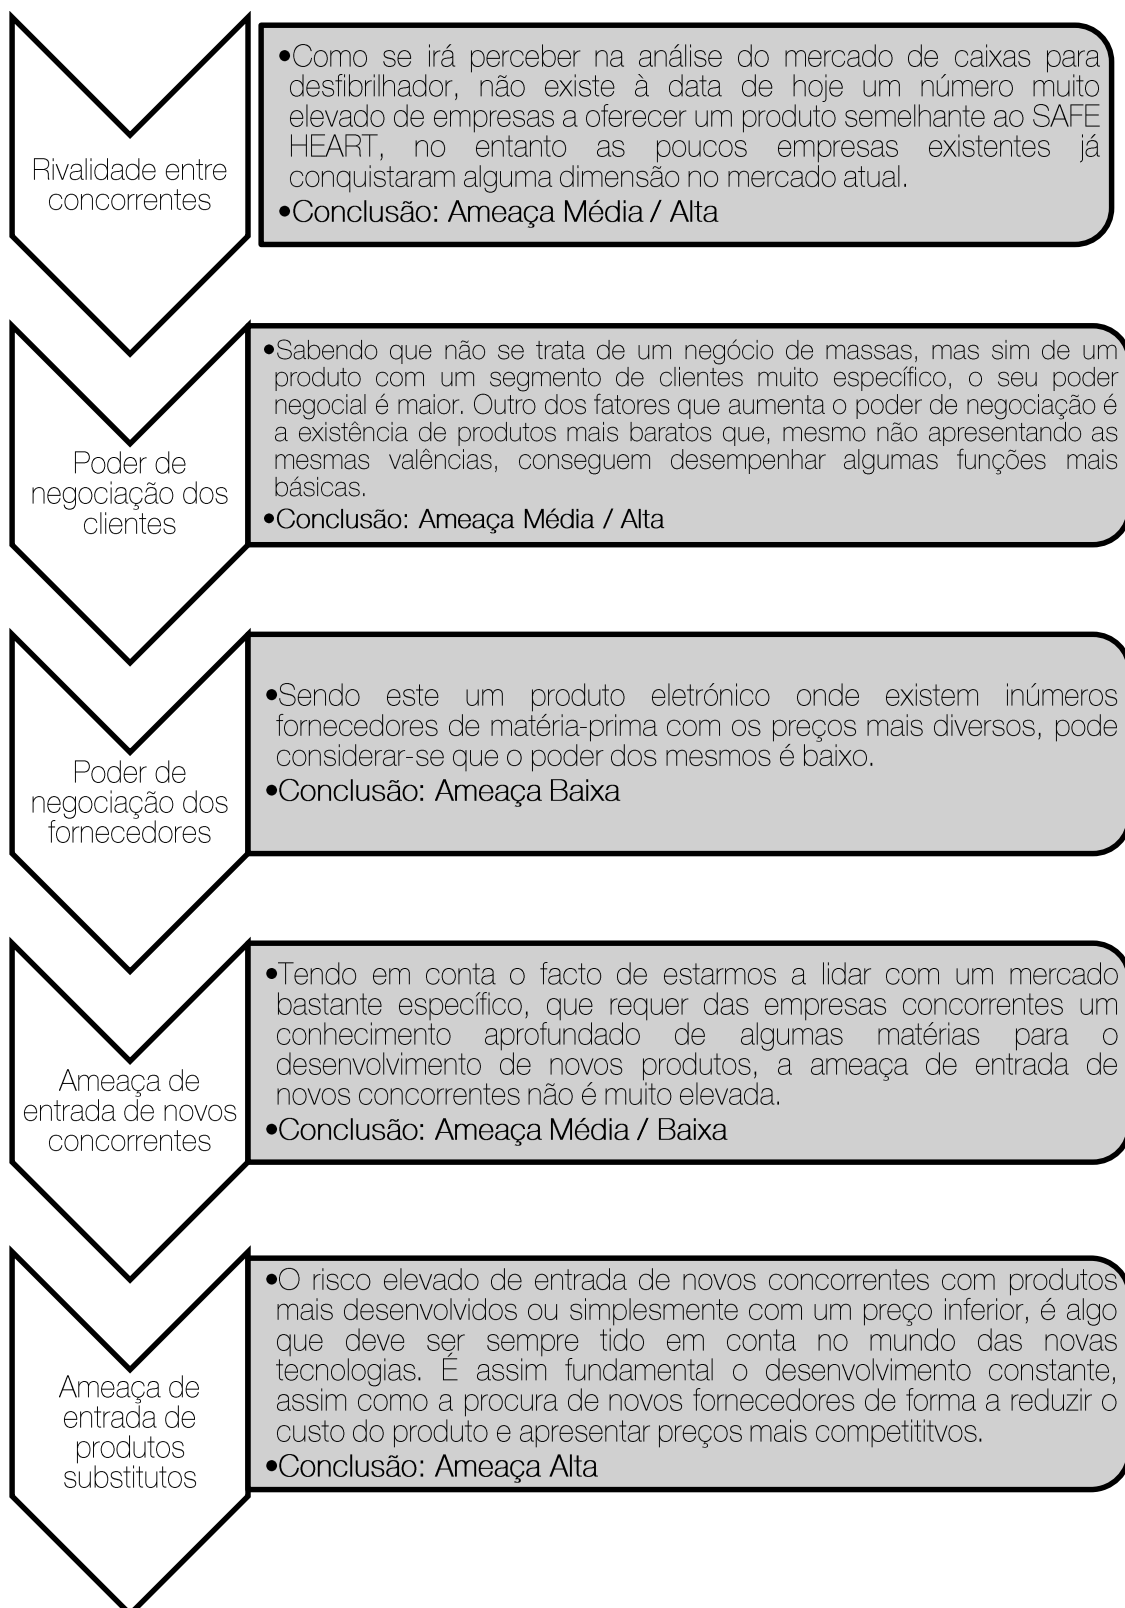 Rivalidade entre
concorrentes
•Como se irá perceber na análise do mercado de caixas para
desfibrilhador, não existe à data de hoje um número muito
elevado de empresas a oferecer um produto semelhante ao SAFE
HEART, no entanto as poucos empresas existentes já
conquistaram alguma dimensão no mercado atual.
•Conclusão: Ameaça Média / Alta
Poder de
negociação dos
clientes
•Sabendo que não se trata de um negócio de massas, mas sim de um
produto com um segmento de clientes muito específico, o seu poder
negocial é maior. Outro dos fatores que aumenta o poder de negociação é
a existência de produtos mais baratos que, mesmo não apresentando as
mesmas valências, conseguem desempenhar algumas funções mais
básicas.
•Conclusão: Ameaça Média / Alta
Poder de
negociação dos
fornecedores
•Sendo este um produto eletrónico onde existem inúmeros
fornecedores de matéria-prima com os preços mais diversos, pode
considerar-se que o poder dos mesmos é baixo.
•Conclusão: Ameaça Baixa
Ameaça de
entrada de novos
concorrentes
•Tendo em conta o facto de estarmos a lidar com um mercado
bastante específico, que requer das empresas concorrentes um
conhecimento aprofundado de algumas matérias para o
desenvolvimento de novos produtos, a ameaça de entrada de
novos concorrentes não é muito elevada.
•Conclusão: Ameaça Média / Baixa
Ameaça de
entrada de
produtos
substitutos
•O risco elevado de entrada de novos concorrentes com produtos
mais desenvolvidos ou simplesmente com um preço inferior, é algo
que deve ser sempre tido em conta no mundo das novas
tecnologias. É assim fundamental o desenvolvimento constante,
assim como a procura de novos fornecedores de forma a reduzir o
custo do produto e apresentar preços mais competititvos.
•Conclusão: Ameaça Alta